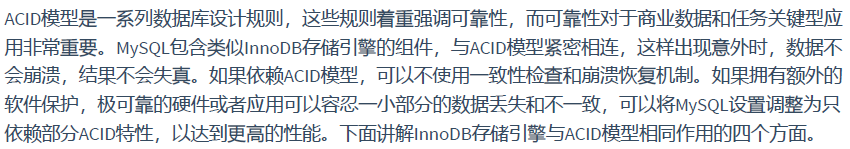 ACID模型是一系列数据库设计规则，这些规则着重强调可靠性，而可靠性对于商业数据和任务关键型应
用非常重要。MySQL包含类似InnoDB存储引擎的组件，与ACID模型紧密相连，这样出现意外时，数据不
会崩溃，结果不会失真。如果依赖ACID模型，可以不使用一致性检查和崩溃恢复机制。如果拥有额外的
软件保护，极可靠的硬件或者应用可以容忍一小部分的数据丢失和不一致，可以将MySQL设置调整为只
依赖部分ACID特性，以达到更高的性能。下面讲解InnoDB存储引擎与ACID模型相同作用的四个方面。